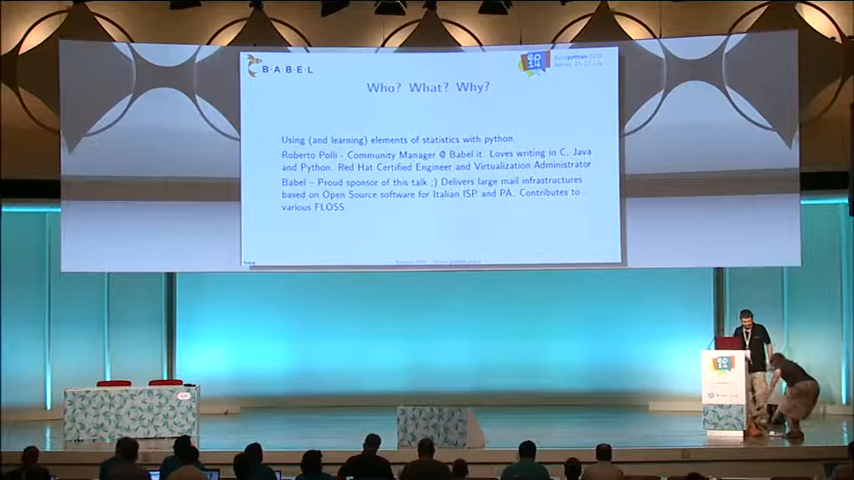 B·A·B·E·L
europython 2014
Who? What? Why?
Using (and learning) elements of statistics with python.
Roberto Polli - Community Manager @ Babel.it. Loves writing in C, Java
and Python. Red Hat Certified Engineer and Virtualization Administrator.
Babel – Proud sponsor of this talk ;) Delivers large mail infrastructures
based on Open Source software for Italian ISP and PA. Contributes to
various FLOSS.